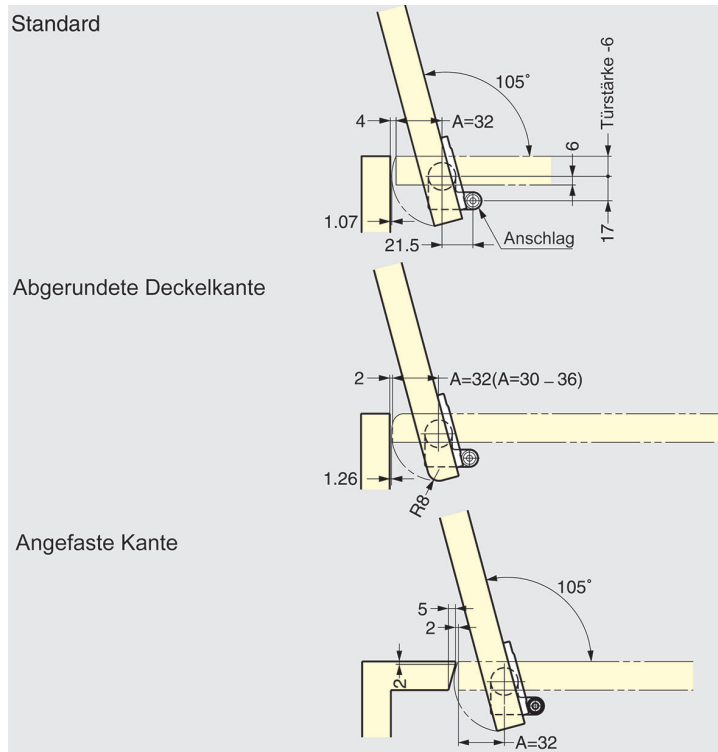 Standard
105°
4
A=32
Türstärke -6
6
1.07
21.5
Anschlag
17
Abgerundete Deckelkante
2
A=32(A=30 – 36)
1.26
R8
Angefaste Kante
105°
5
2
2
A=32